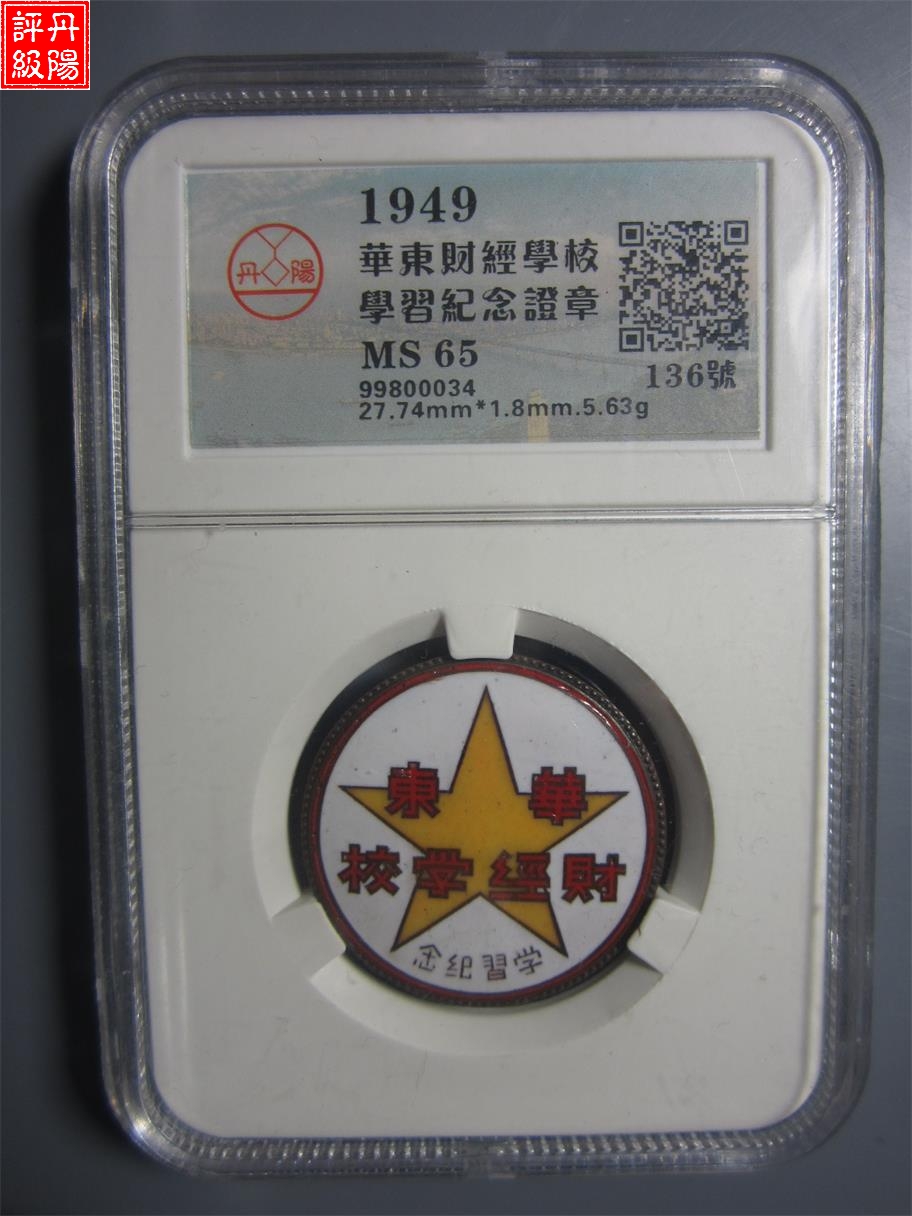 丹陽
評級
1949
華東財經學校
學習紀念證章
MS 65
99800034
27.74mm*1.8mm.5.63g
136號
丹陽
華東
財經学校
学習紀念